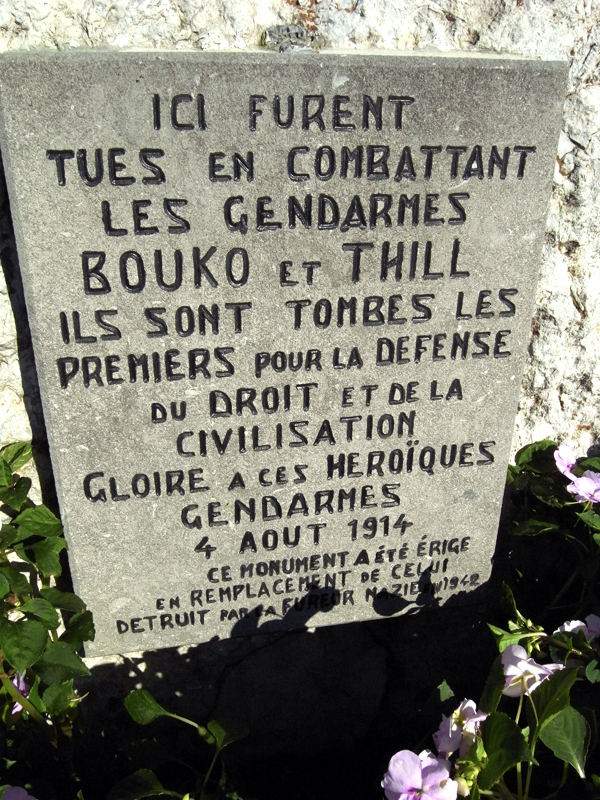 ICI FURENT
TUES EN COMBATTANT
LES GENDARMES
BOUKO ET THILL
ILS SONT TOMBES LES
PREMIERS POUR LA DEFENSE
DU DROIT ET DE LA
CIVILISATION
GLOIRE A CES HEROÏQUES
GENDARMES
4 AOUT 1914
CE MONUMENT A ÉTÉ ÉRIGE
EN REMPLACEMENT DE CELUI
DETRUIT PAR LA FUREUR NAZIE EN 1942